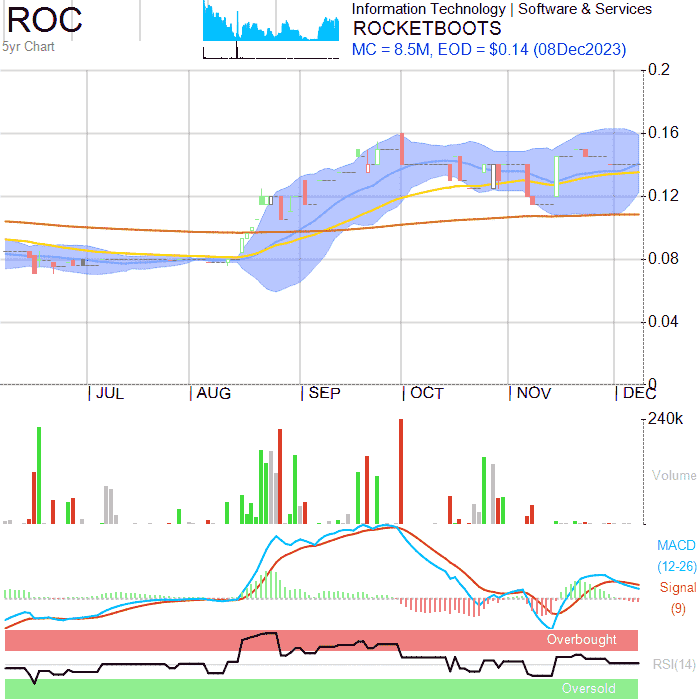 ROC
5yr Chart
Information Technology | Software & Services
ROCKETBOOTS
MC = 8.5M, EOD = $0.14 (08Dec2023)
0.2
0.16
0.12
0.08
0.04
0
JUL AUG SEP OCT NOV DEC
240k
Volume
MACD
(12-26)
Signal
(9)
Overbought
RSI(14)
Oversold